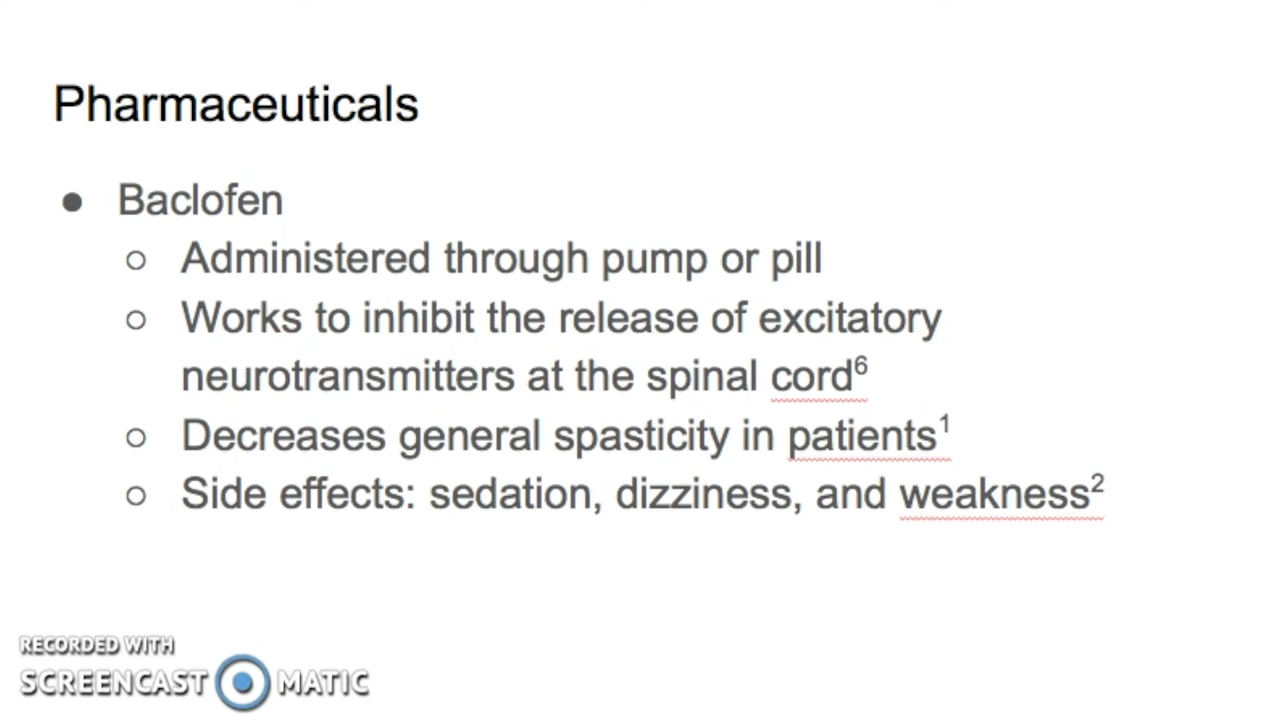 Pharmaceuticals
● Baclofen
○ Administered through pump or pill
○ Works to inhibit the release of excitatory
neurotransmitters at the spinal cord⁶
○ Decreases general spasticity in patients¹
○ Side effects: sedation, dizziness, and weakness²
RECORDED WITH
SCREENCAST MATIC